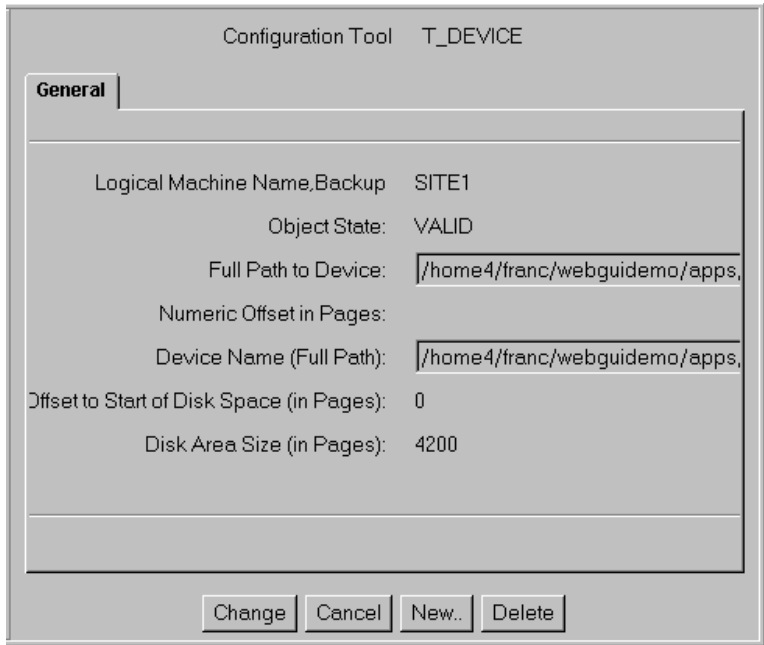 Configuration Tool T_DEVICE
General
Logical Machine Name,Backup SITE1
Object State: VALID
Full Path to Device: /home4/franc/webguidemo/apps,
Numeric Offset in Pages:
Device Name (Full Path): /home4/franc/webguidemo/apps,
Offset to Start of Disk Space (in Pages): 0
Disk Area Size (in Pages): 4200
Change Cancel New.. Delete